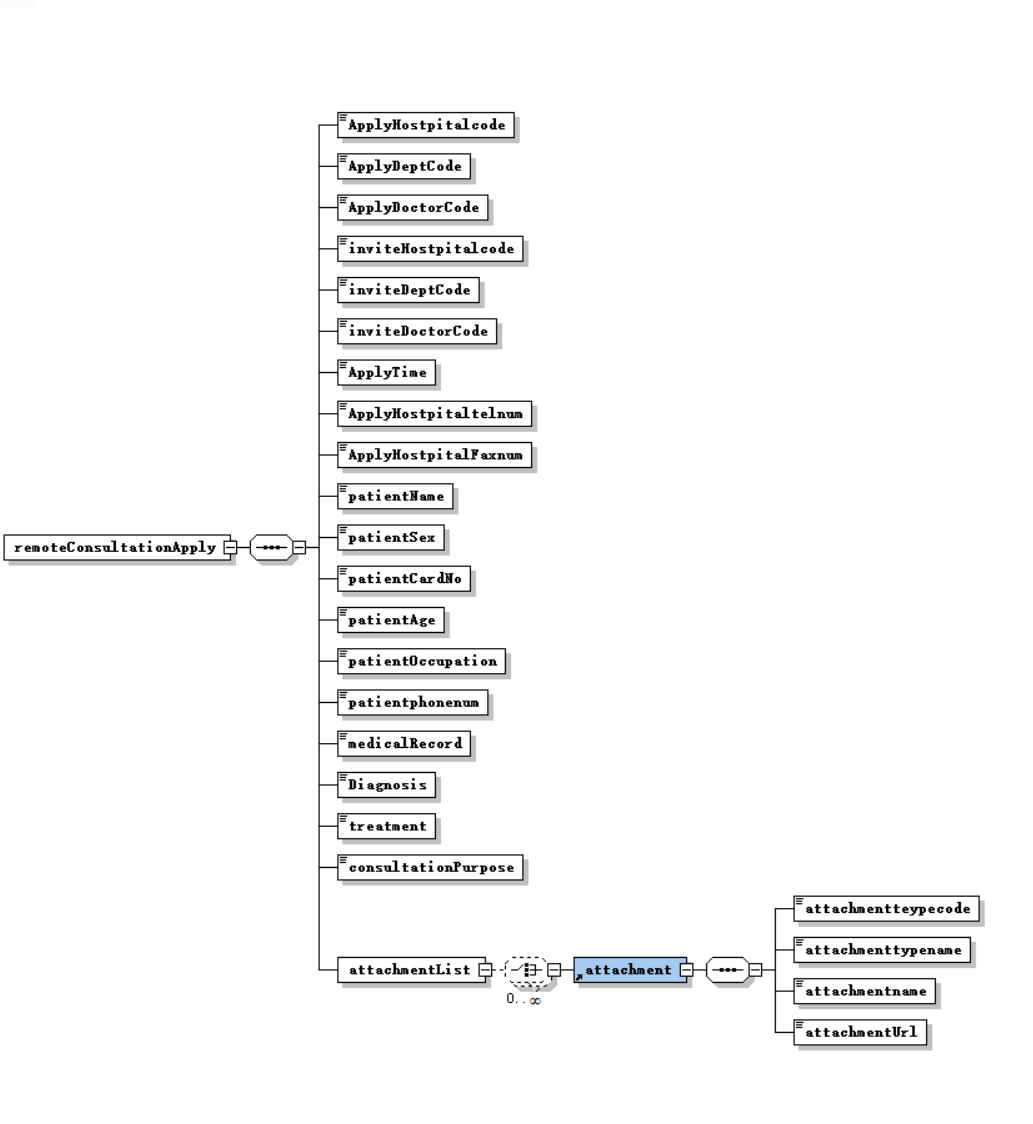 ApplyHostpitalcode
ApplyDeptCode
ApplyDoctorCode
inviteHostpitalcode
inviteDeptCode
inviteDoctorCode
ApplyTime
ApplyHostpitaltelnum
ApplyHostpitalFaxnum
patientName
patientSex
remoteConsultationApply
patientCardNo
patientAge
patientOccupation
patientphonenum
medicalRecord
Diagnosis
treatment
consultationPurpose
attachmentList
0..∞
attachment
attachmentteypecode
attachmenttypename
attachmentname
attachmentUrl